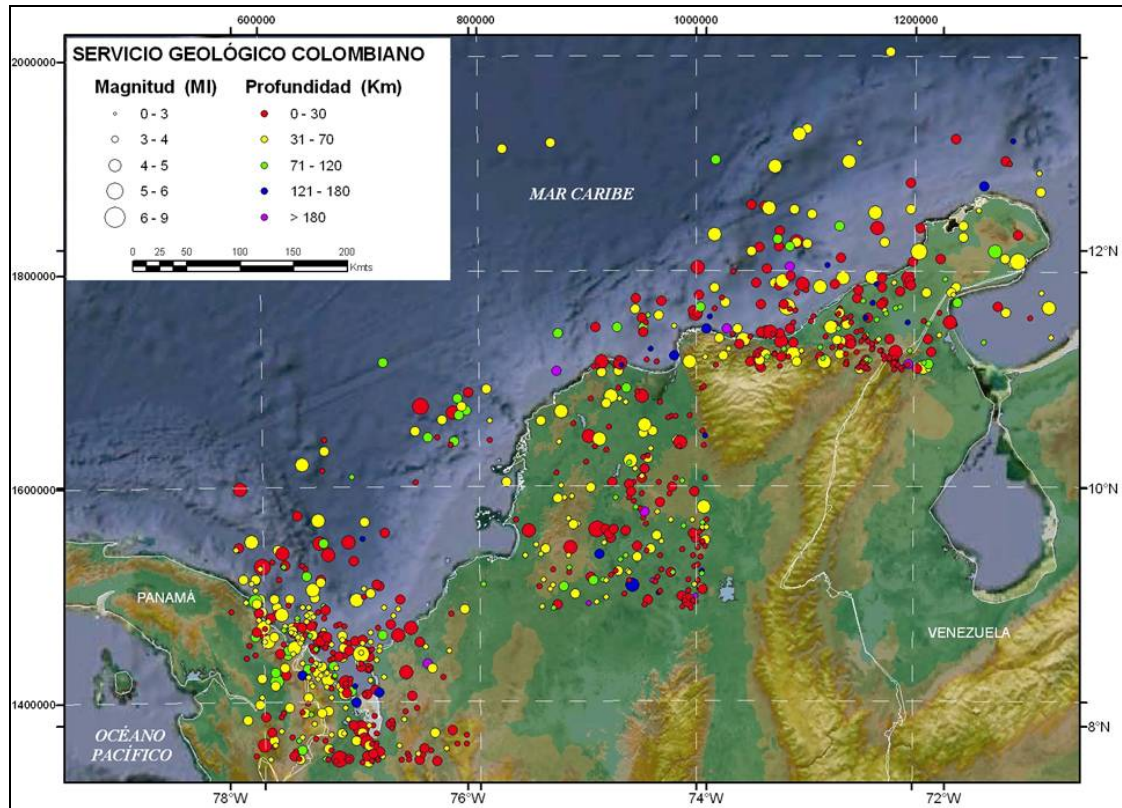 600000 800000 1000000 1200000
SERVICIO GEOLÓGICO COLOMBIANO
Magnitud (Ml) Profundidad (Km)
0 - 3 0 - 30
3 - 4 31 - 70
4 - 5 71 - 120
5 - 6 121 - 180
6 - 9 > 180
0 25 50 100 150 200
Kmts
2000000
MAR CARIBE
12°N
1800000
1600000
10°N
PANAMÁ
VENEZUELA
1400000
8°N
OCÉANO
PACÍFICO
78°W 76°W 74°W 72°W